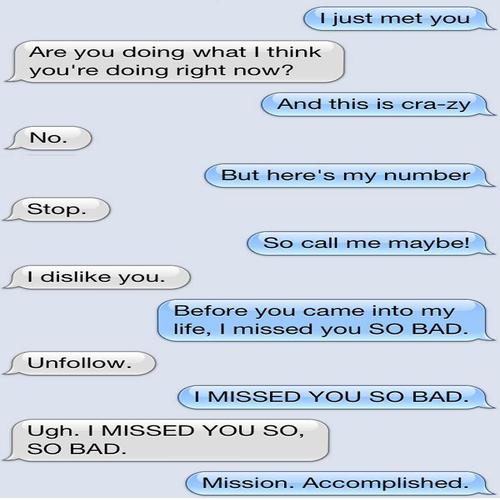 I just met you
Are you doing what I think
you're doing right now?
And this is cra-zy
No.
But here's my number
Stop.
So call me maybe!
I dislike you.
Before you came into my
life, I missed you SO BAD.
Unfollow.
I MISSED YOU SO BAD.
Ugh. I MISSED YOU SO,
SO BAD.
Mission. Accomplished.